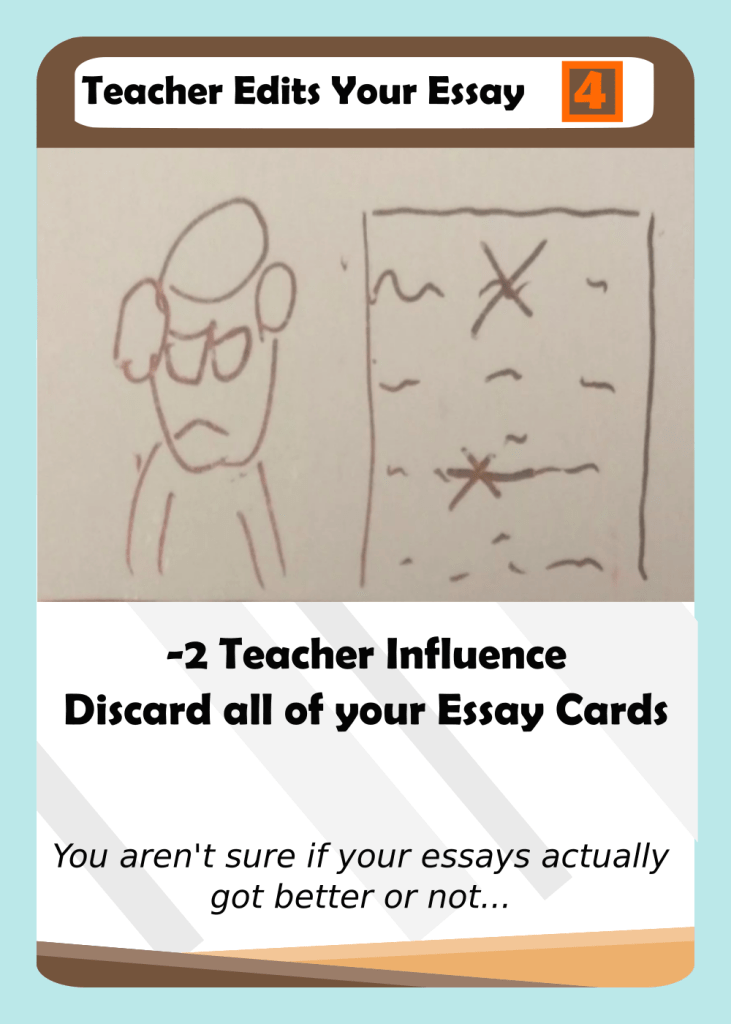 Teacher Edits Your Essay 4
-2 Teacher Influence
Discard all of your Essay Cards
You aren't sure if your essays actually
got better or not...